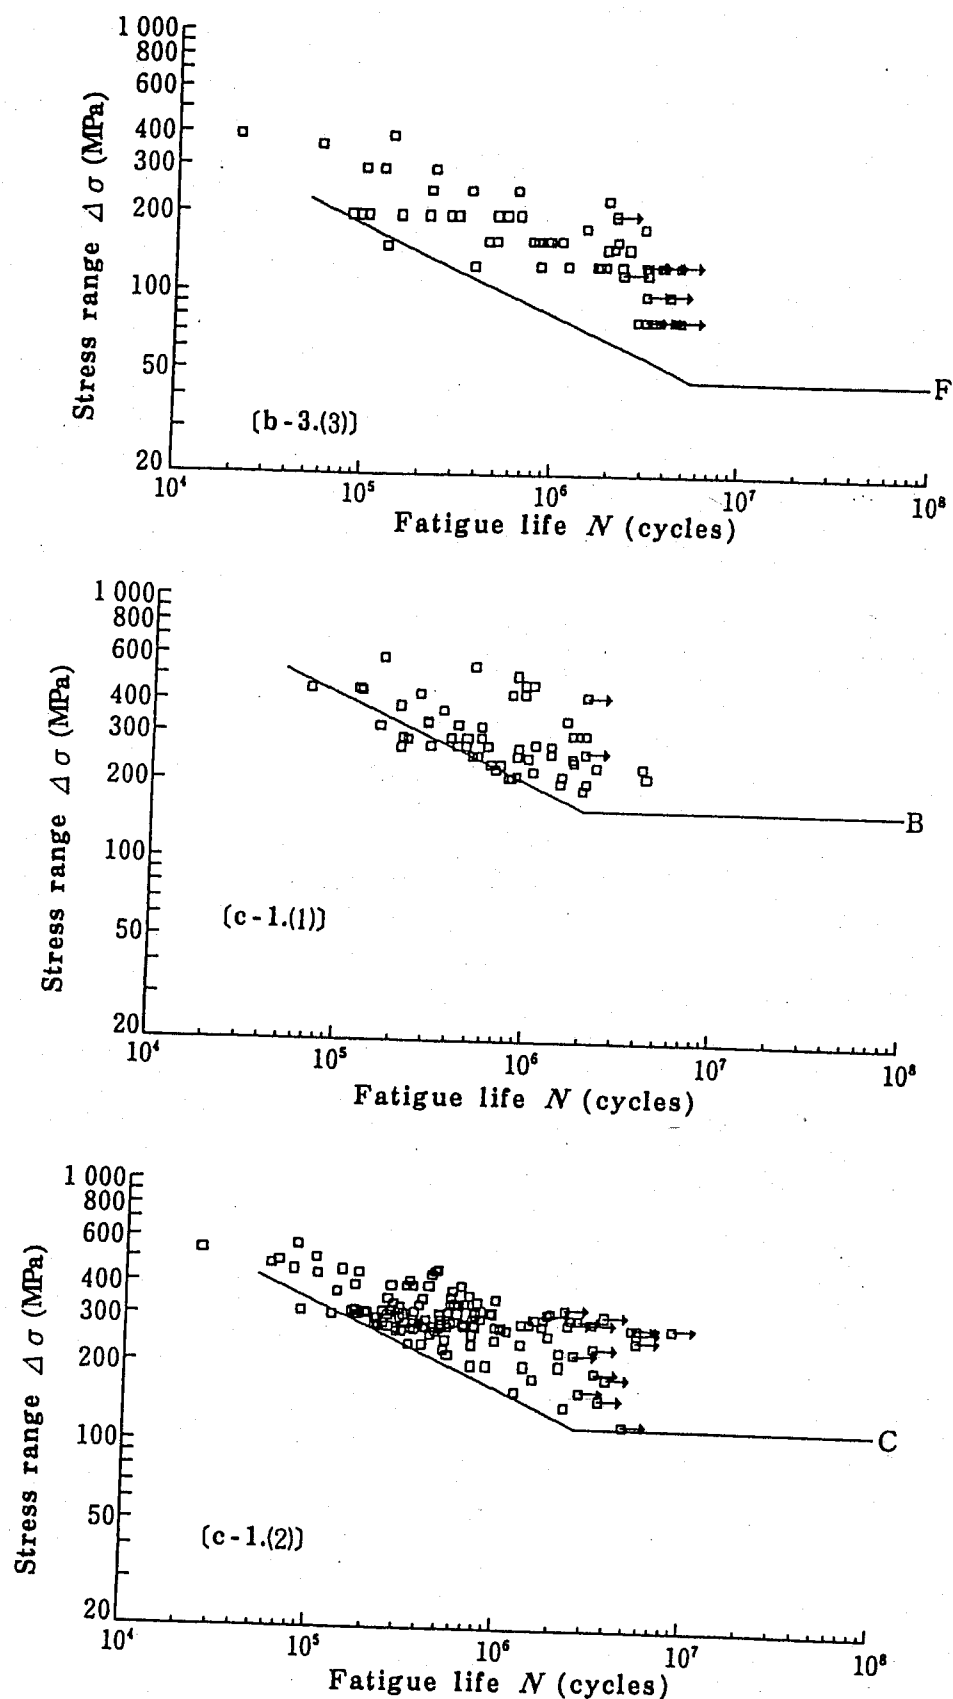 1 000
800
600
400
300
200
100
50
20
Stress range Δσ (MPa)
F
[b-3.(3)]
10⁴ 10⁵ 10⁶ 10⁷ 10⁸
Fatigue life N (cycles)
1 000
800
600
400
300
200
100
50
20
Stress range Δσ (MPa)
B
[c-1.(1)]
10⁴ 10⁵ 10⁶ 10⁷ 10⁸
Fatigue life N (cycles)
1 000
800
600
400
300
200
100
50
20
Stress range Δσ (MPa)
C
[c-1.(2)]
10⁴ 10⁵ 10⁶ 10⁷ 10⁸
Fatigue life N (cycles)